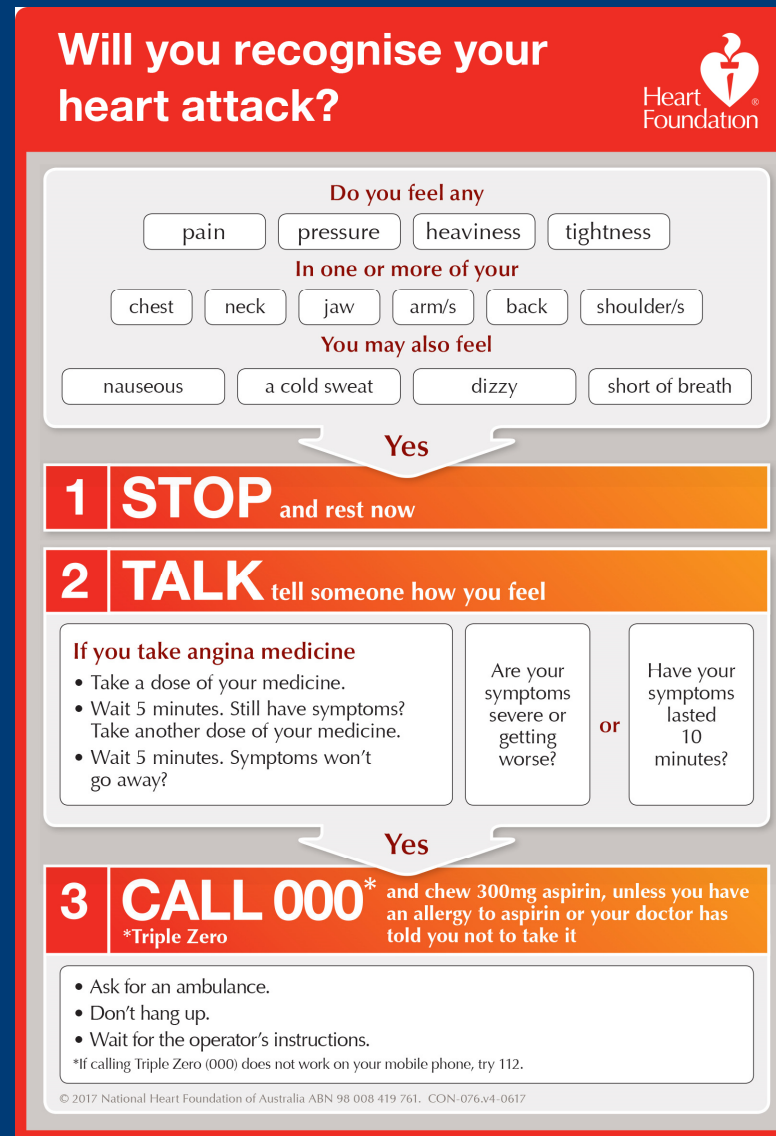 Will you recognise your
heart attack?
Heart
Foundation
®
Do you feel any
pain pressure heaviness tightness
In one or more of your
chest neck jaw arm/s back shoulder/s
You may also feel
nauseous a cold sweat dizzy short of breath
Yes
1 STOP and rest now
2 TALK tell someone how you feel
If you take angina medicine
• Take a dose of your medicine.
• Wait 5 minutes. Still have symptoms?
Take another dose of your medicine.
• Wait 5 minutes. Symptoms won’t
go away?
Are your
symptoms
severe or
getting
worse?
or
Have your
symptoms
lasted
10
minutes?
Yes
3 CALL 000*
*Triple Zero
and chew 300mg aspirin, unless you have
an allergy to aspirin or your doctor has
told you not to take it
• Ask for an ambulance.
• Don’t hang up.
• Wait for the operator’s instructions.
*If calling Triple Zero (000) does not work on your mobile phone, try 112.
© 2017 National Heart Foundation of Australia ABN 98 008 419 761. CON-076.v4-0617